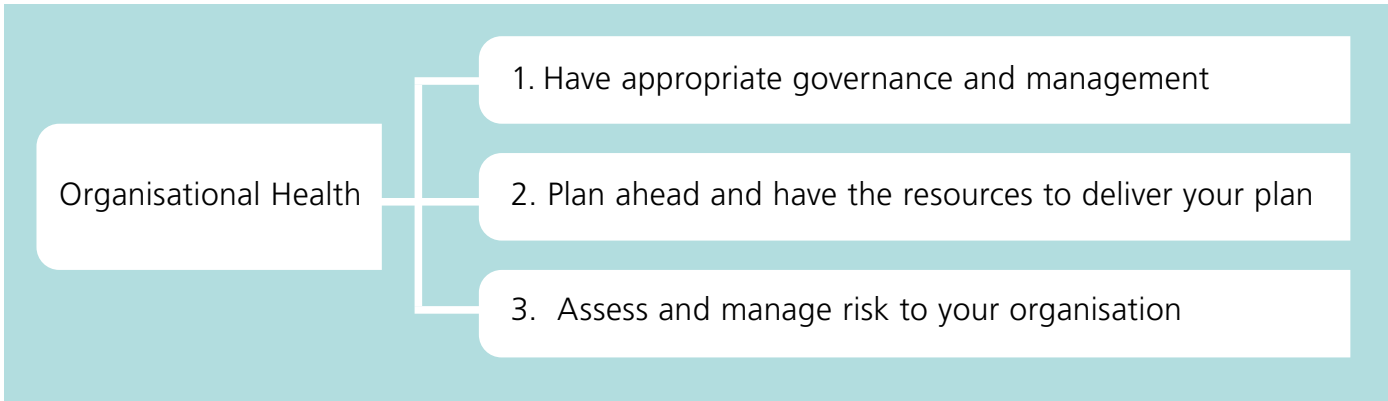 Organisational Health
1. Have appropriate governance and management
2. Plan ahead and have the resources to deliver your plan
3. Assess and manage risk to your organisation